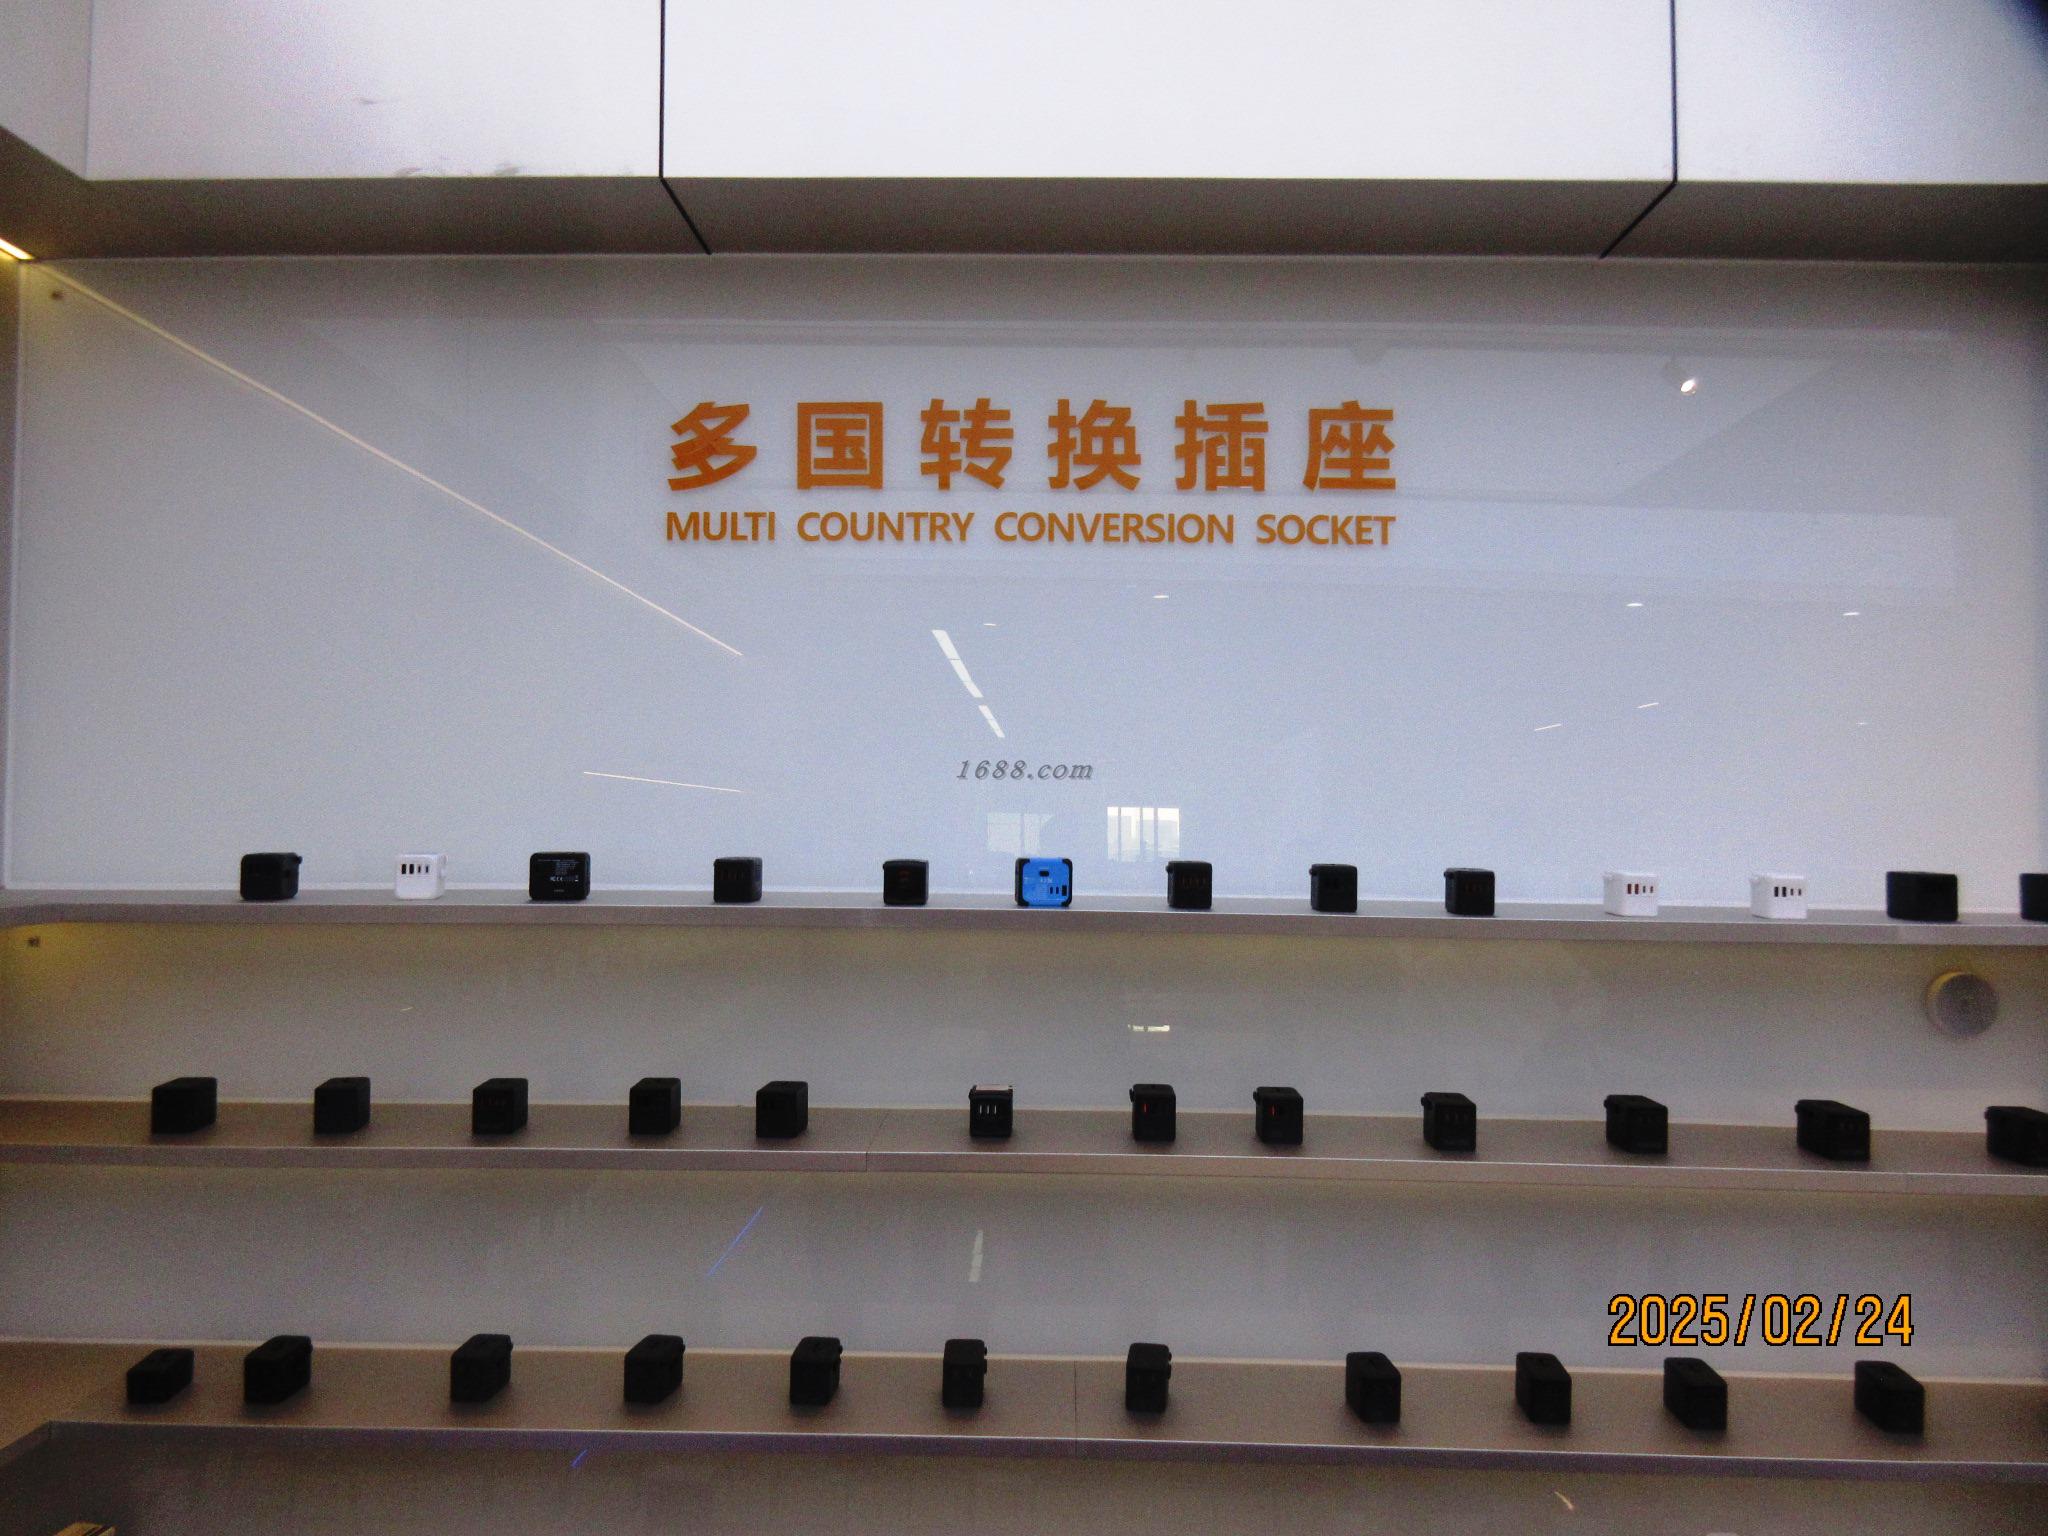 多国转换插座
MULTI COUNTRY CONVERSION SOCKET
1688.com
2025/02/24